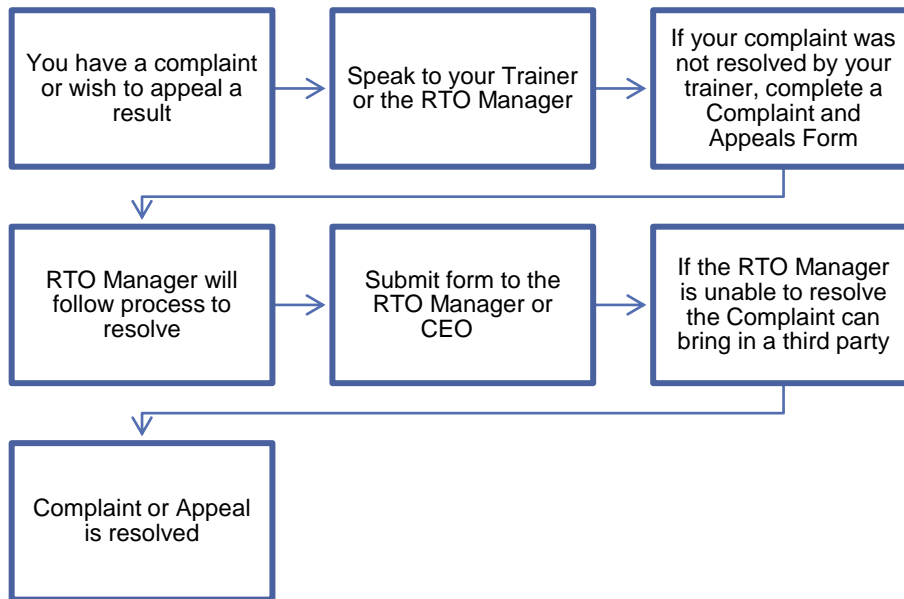 You have a complaint
or wish to appeal a
result
Speak to your Trainer
or the RTO Manager
If your complaint was
not resolved by your
trainer, complete a
Complaint and
Appeals Form
RTO Manager will
follow process to
resolve
Submit form to the
RTO Manager or
CEO
If the RTO Manager
is unable to resolve
the Complaint can
bring in a third party
Complaint or Appeal
is resolved